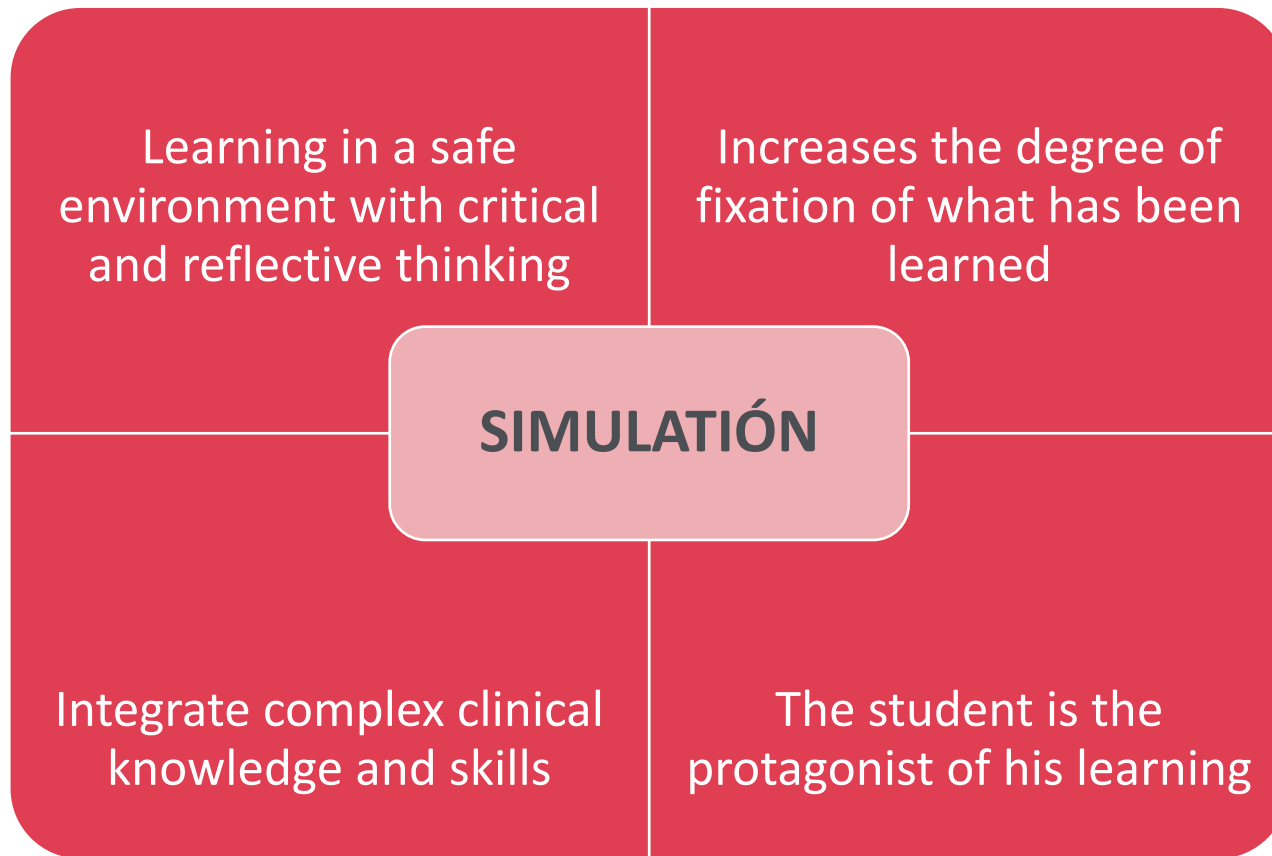 Learning in a safe
environment with critical
and reflective thinking
Increases the degree of
fixation of what has been
learned
SIMULATIÓN
Integrate complex clinical
knowledge and skills
The student is the
protagonist of his learning